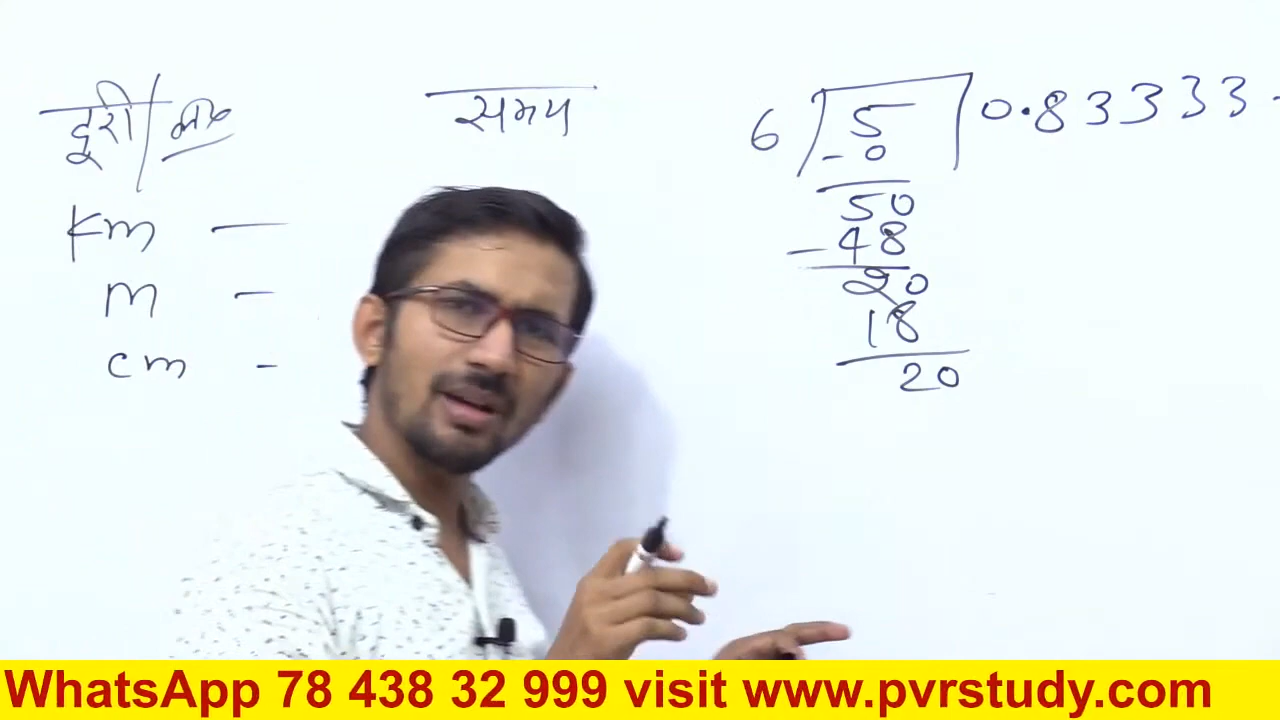 दूरी / माप
km —
m –
cm -
समय
6 5 0.83333
- 0
50
- 48
20
18
20
WhatsApp 78 438 32 999 visit www.pvrstudy.com